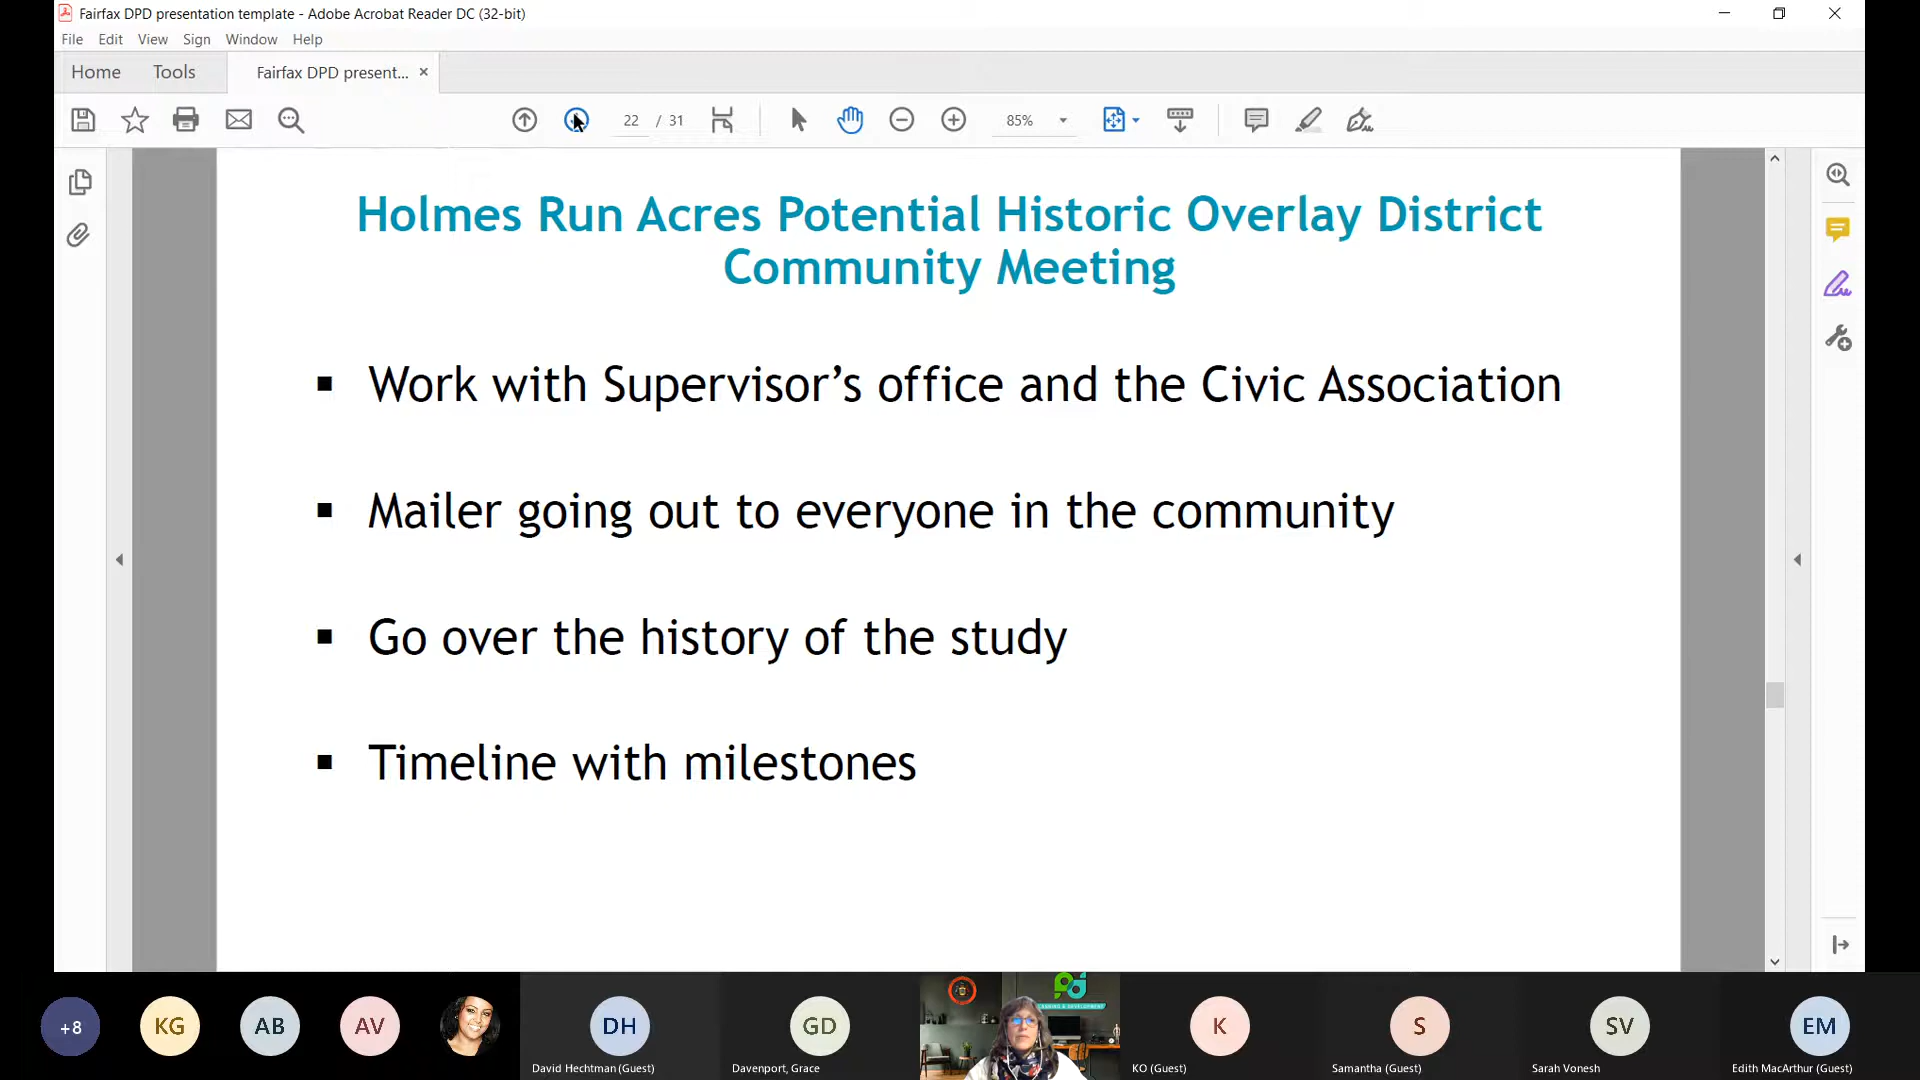 Fairfax DPD presentation template - Adobe Acrobat Reader DC (32-bit)
File Edit View Sign Window Help
Home Tools Fairfax DPD present... ×
22 / 31 85%
Holmes Run Acres Potential Historic Overlay District
Community Meeting
▪ Work with Supervisor’s office and the Civic Association
▪ Mailer going out to everyone in the community
▪ Go over the history of the study
▪ Timeline with milestones
+8 KG AB AV DH GD K S SV EM
David Hechtman (Guest) Davenport, Grace KO (Guest) Samantha (Guest) Sarah Vonesh Edith MacArthur (Guest)